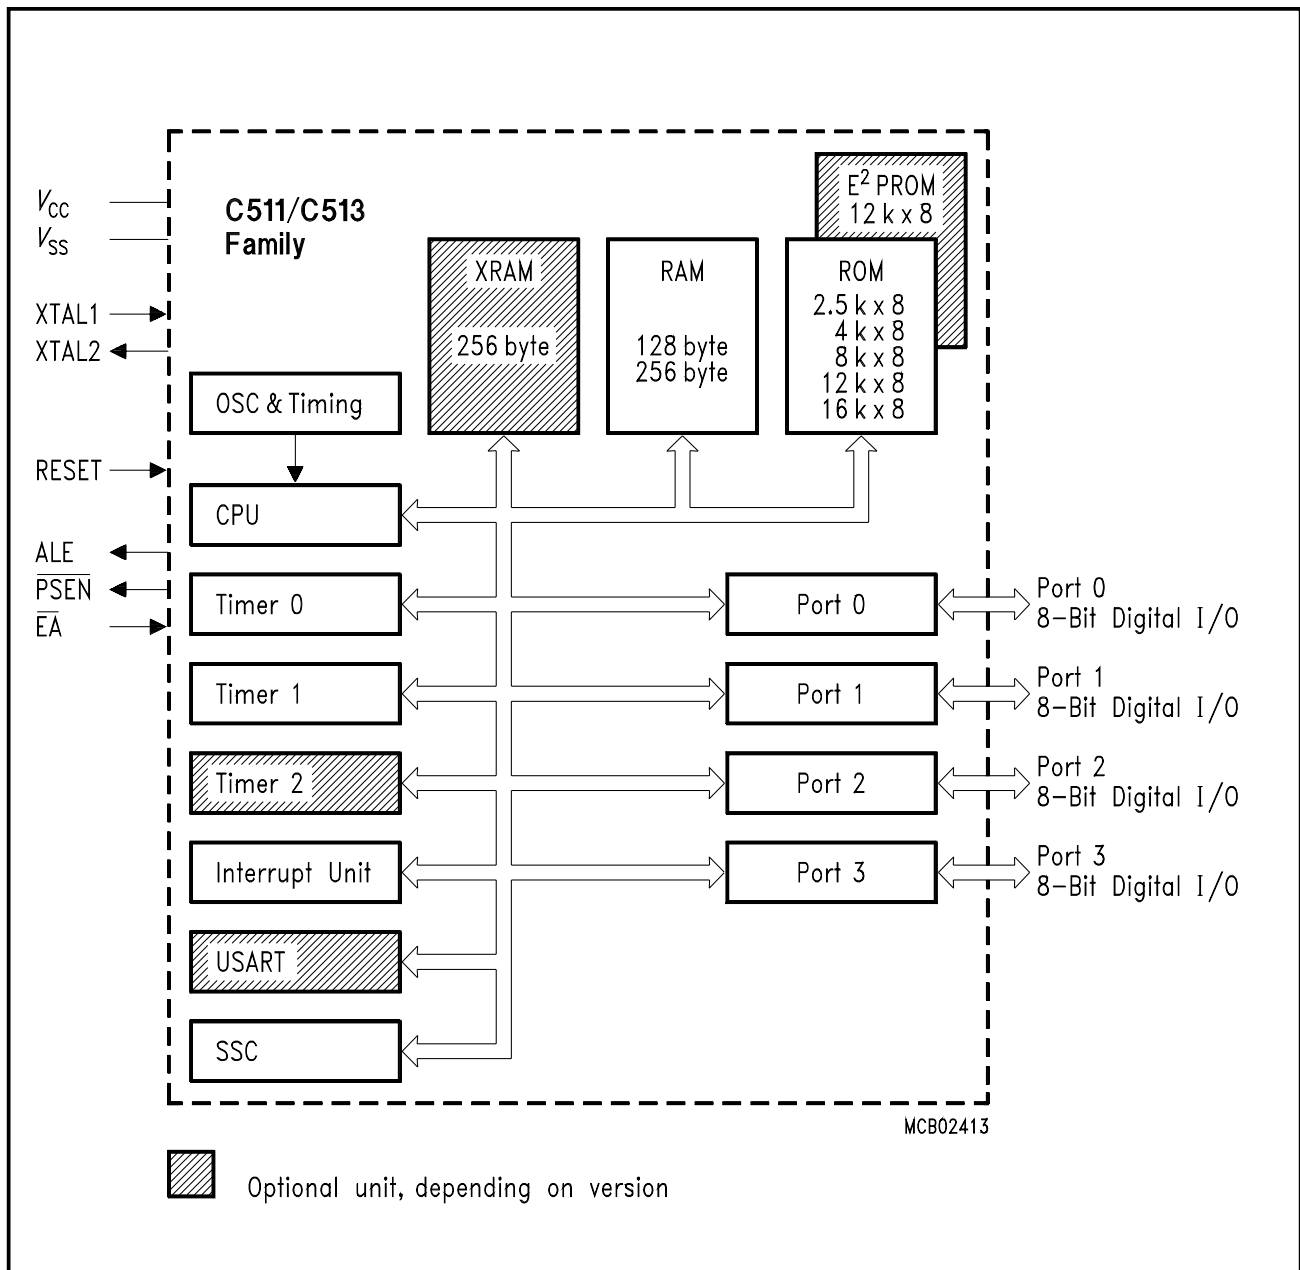 V_CC
V_SS
XTAL1
XTAL2
RESET
ALE
P̅S̅E̅N̅
E̅A̅
C511/C513
Family
XRAM
256 byte
RAM
128 byte
256 byte
E² PROM
12 k x 8
ROM
2.5 k x 8
4 k x 8
8 k x 8
12 k x 8
16 k x 8
OSC & Timing
CPU
Timer 0
Timer 1
Timer 2
Interrupt Unit
USART
SSC
Port 0
Port 1
Port 2
Port 3
Port 0
8-Bit Digital I/O
Port 1
8-Bit Digital I/O
Port 2
8-Bit Digital I/O
Port 3
8-Bit Digital I/O
MCB02413
Optional unit, depending on version